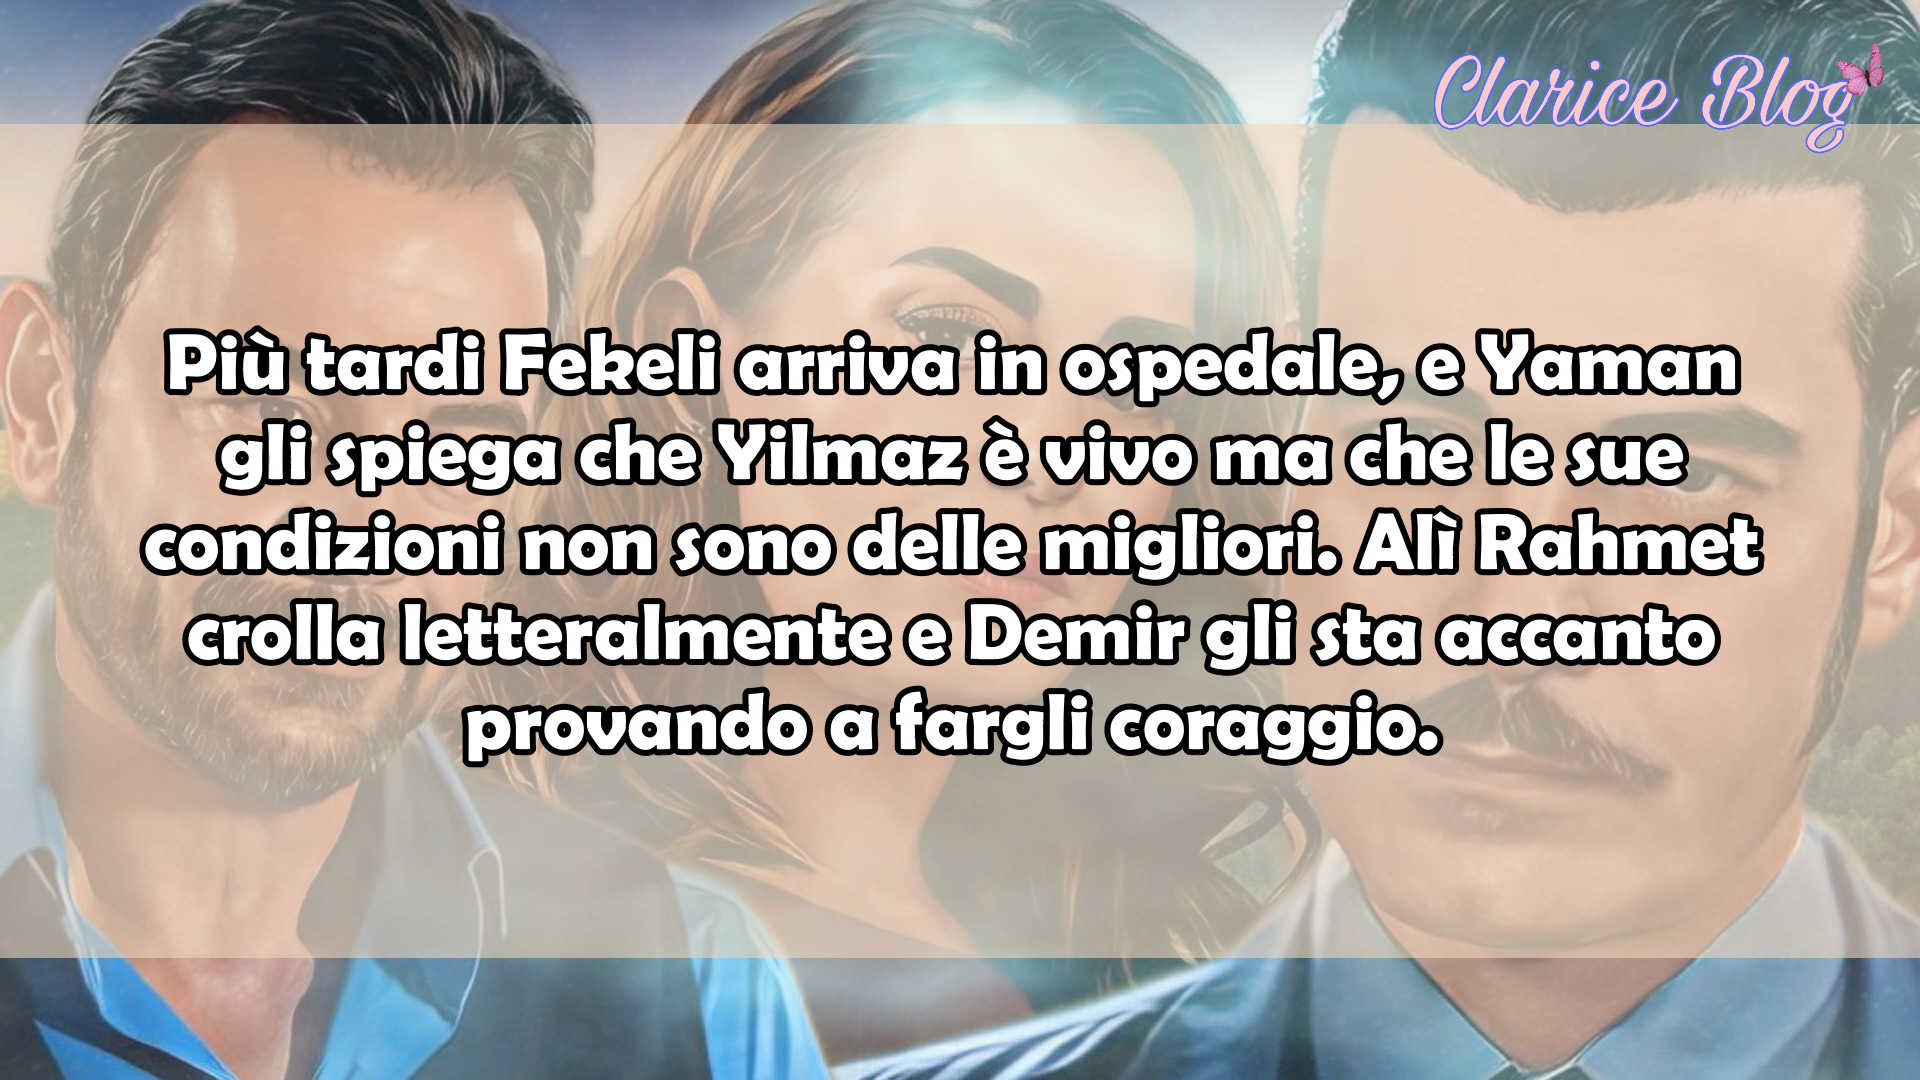 Clarice Blog
Più tardi Fekeli arriva in ospedale, e Yaman
gli spiega che Yilmaz è vivo ma che le sue
condizioni non sono delle migliori. Alì Rahmet
crolla letteralmente e Demir gli sta accanto
provando a fargli coraggio.